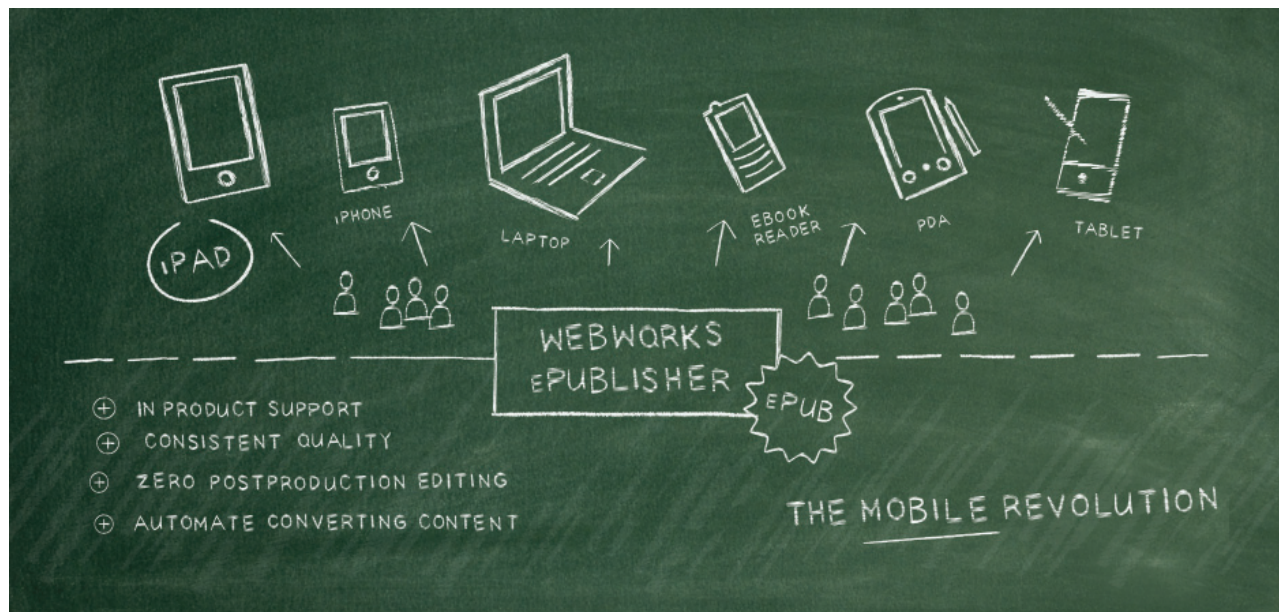 iPHONE
LAPTOP
EBOOK
READER
PDA
TABLET
iPAD
WEBWORKS
ePUBLISHER
ePUB
IN PRODUCT SUPPORT
CONSISTENT QUALITY
ZERO POSTPRODUCTION EDITING
AUTOMATE CONVERTING CONTENT
THE MOBILE REVOLUTION